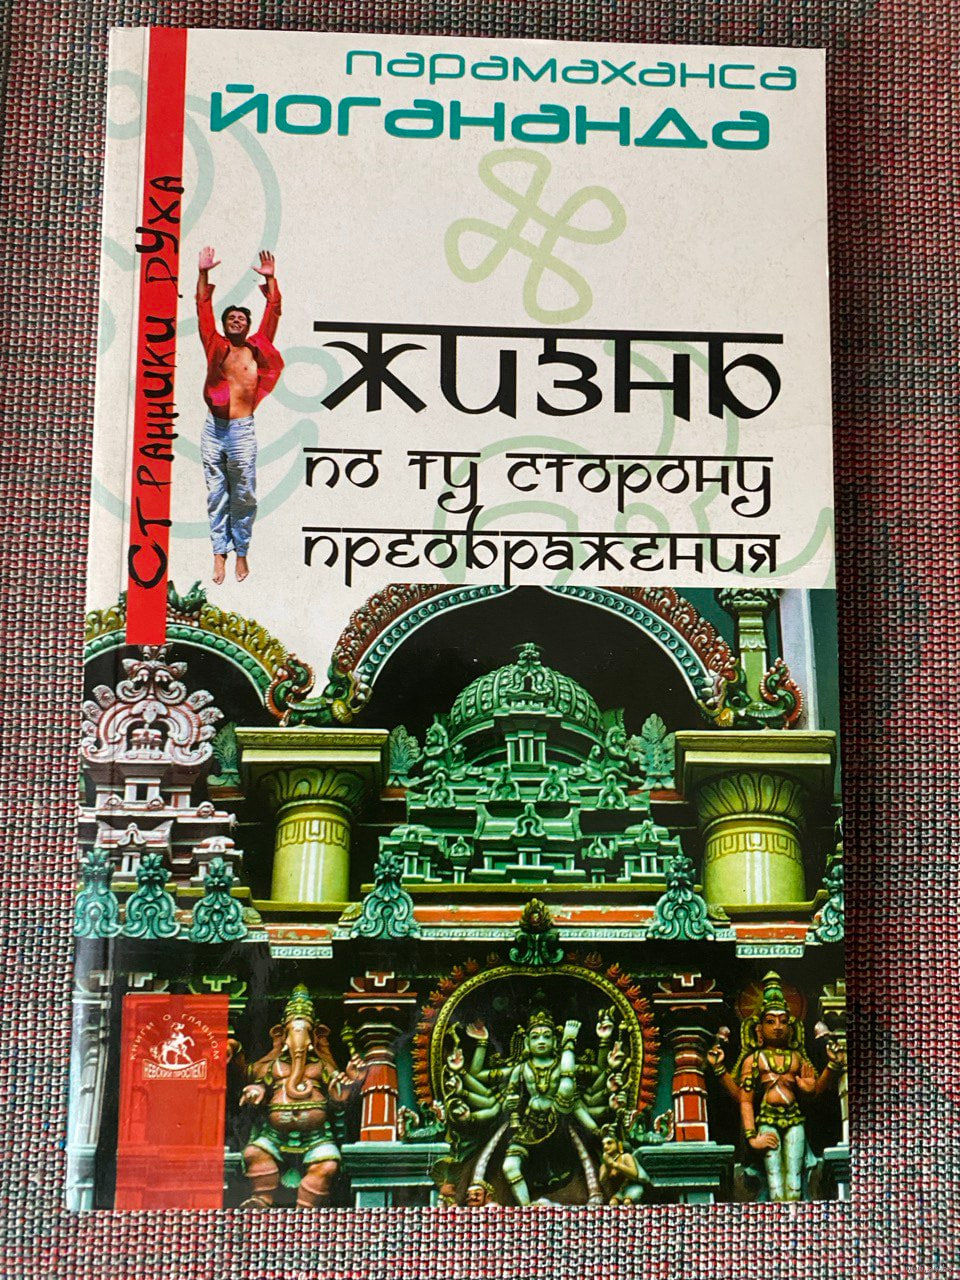 парамаханса
йогананда
Странники духа
жизнь
по ту сторону
преображения
КНИГИ О ГЛАВНОМ
НЕВСКИЙ ПРОСПЕКТ